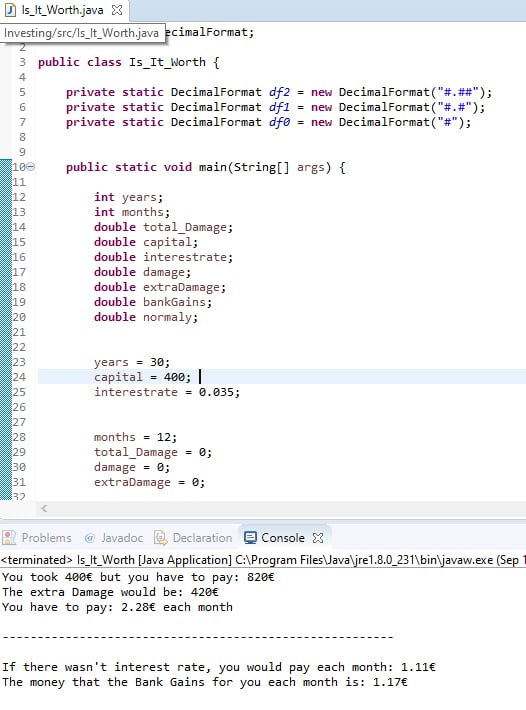 Is_It_Worth.java
Investing/src/Is_It_Worth.java
DecimalFormat;
2
3 public class Is_It_Worth {
4
5 private static DecimalFormat df2 = new DecimalFormat("#.##");
6 private static DecimalFormat df1 = new DecimalFormat("#.#");
7 private static DecimalFormat df0 = new DecimalFormat("#");
8
9
10 public static void main(String[] args) {
11
12 int years;
13 int months;
14 double total_Damage;
15 double capital;
16 double interestrate;
17 double damage;
18 double extraDamage;
19 double bankGains;
20 double normaly;
21
22
23 years = 30;
24 capital = 400;
25 interestrate = 0.035;
26
27
28 months = 12;
29 total_Damage = 0;
30 damage = 0;
31 extraDamage = 0;
32
Problems @ Javadoc Declaration Console
<terminated> Is_It_Worth [Java Application] C:\Program Files\Java\jre1.8.0_231\bin\javaw.exe (Sep 1
You took 400€ but you have to pay: 820€
The extra Damage would be: 420€
You have to pay: 2.28€ each month
-------------------------------------------------------
If there wasn't interest rate, you would pay each month: 1.11€
The money that the Bank Gains for you each month is: 1.17€